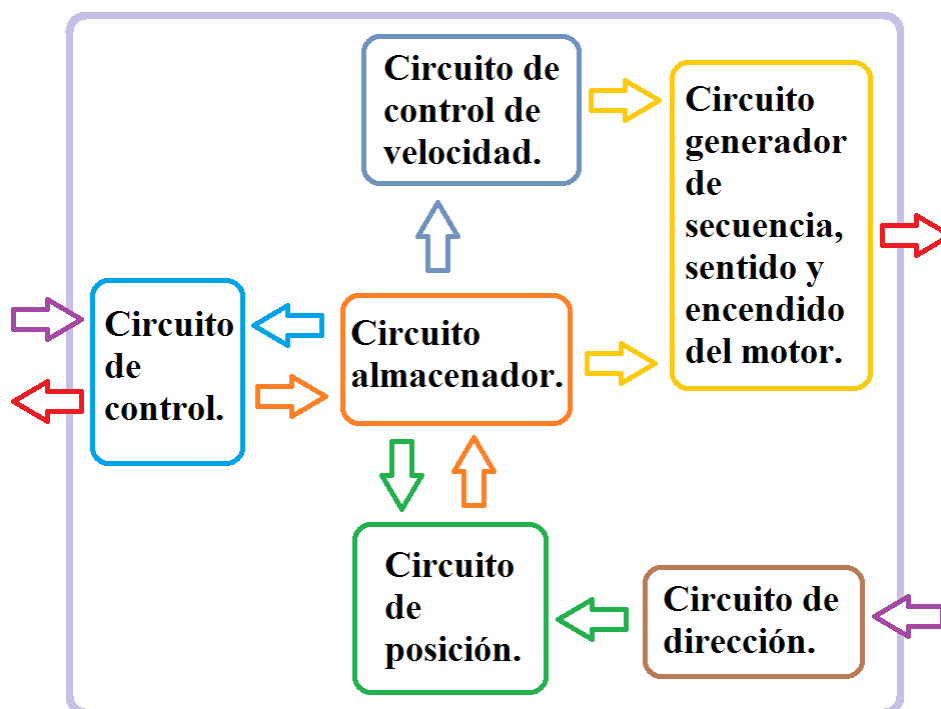 Circuito de
control de
velocidad.
Circuito
generador
de
secuencia,
sentido y
encendido
del motor.
Circuito
de
control.
Circuito
almacenador.
Circuito
de
posición.
Circuito de
dirección.